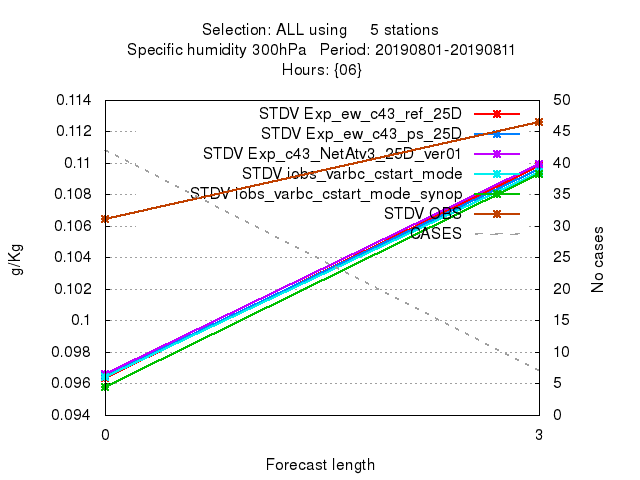 Selection: ALL using 5 stations
Specific humidity 300hPa Period: 20190801-20190811
Hours: {06}
0.114
0.112
0.11
0.108
0.106
0.104
0.102
0.1
0.098
0.096
0.094
g/Kg
STDV Exp_ew_c43_ref_25D
STDV Exp_ew_c43_ps_25D
STDV Exp_c43_NetAtv3_25D_ver01
STDV iobs_varbc_cstart_mode
STDV iobs_varbc_cstart_mode_synop
STDV OBS
CASES
50
45
40
35
30
25
20
15
10
5
0
No cases
0
3
Forecast length